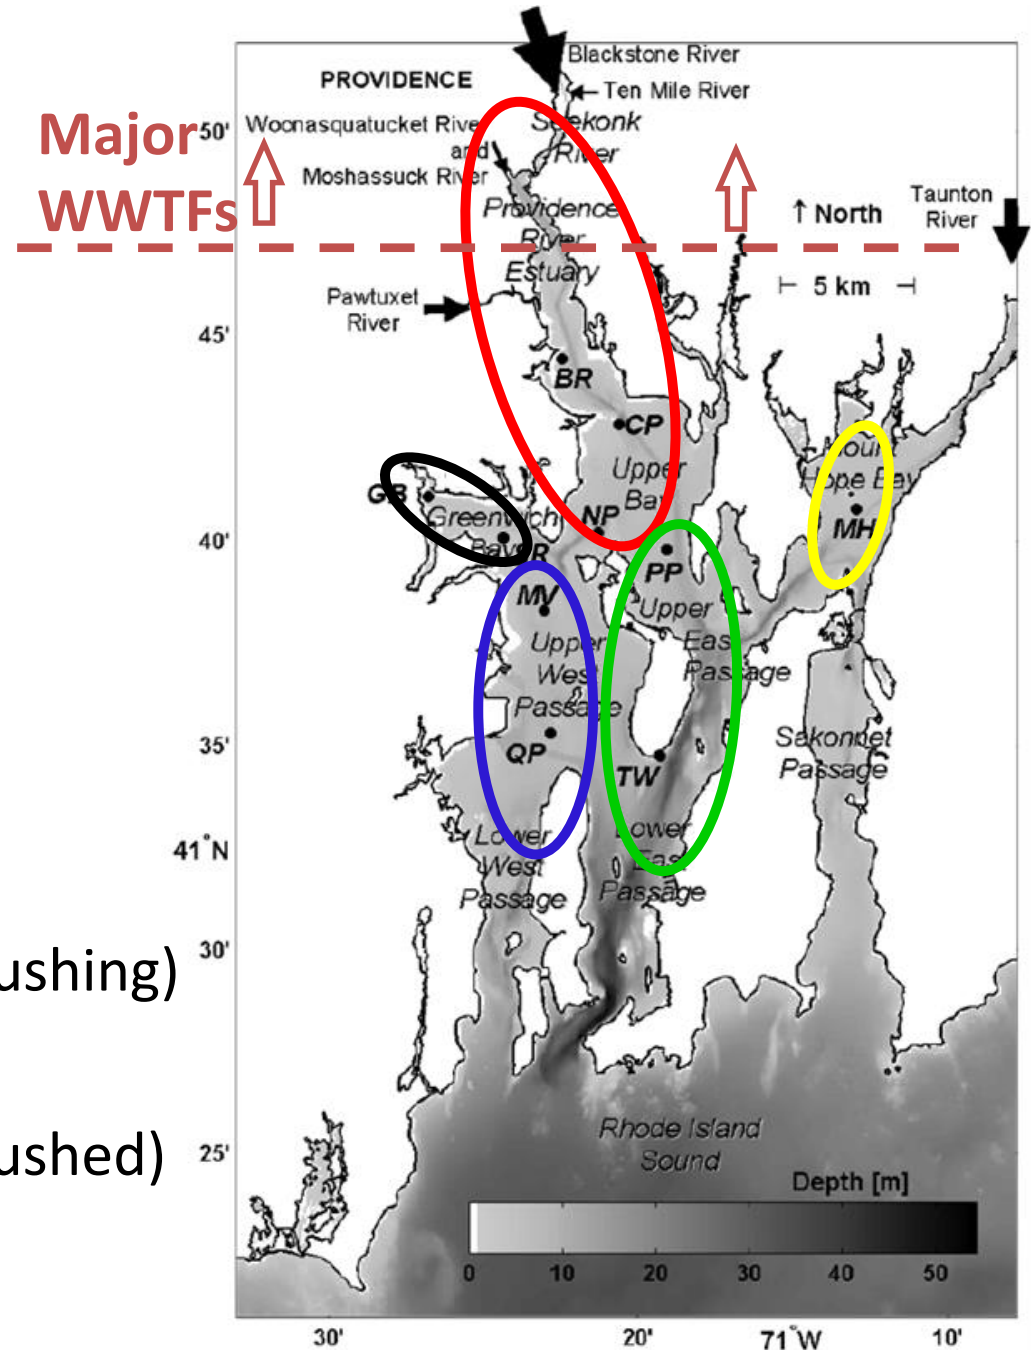 Blackstone River
PROVIDENCE
Ten Mile River
Major
WWTFs
50'
Woonasquatucket River
and
Moshassuck River
Seekonk
River
Taunton
River
↑ North
Providence
River
Estuary
5 km
Pawtuxet
River
45'
BR
CP
Upper
Bay
Mount
Hope Bay
MH
GB
Greenwich
Bay
NP
40'
PP
MV
Upper
West
Passage
Upper
East
Passage
QP
TW
35'
Sakonnet
Passage
41°N
Lower
West
Passage
Lower
East
Passage
30'
ushing)
Rhode Island
Sound
ushed)
25'
Depth [m]
0 10 20 30 40 50
30' 20' 71°W 10'